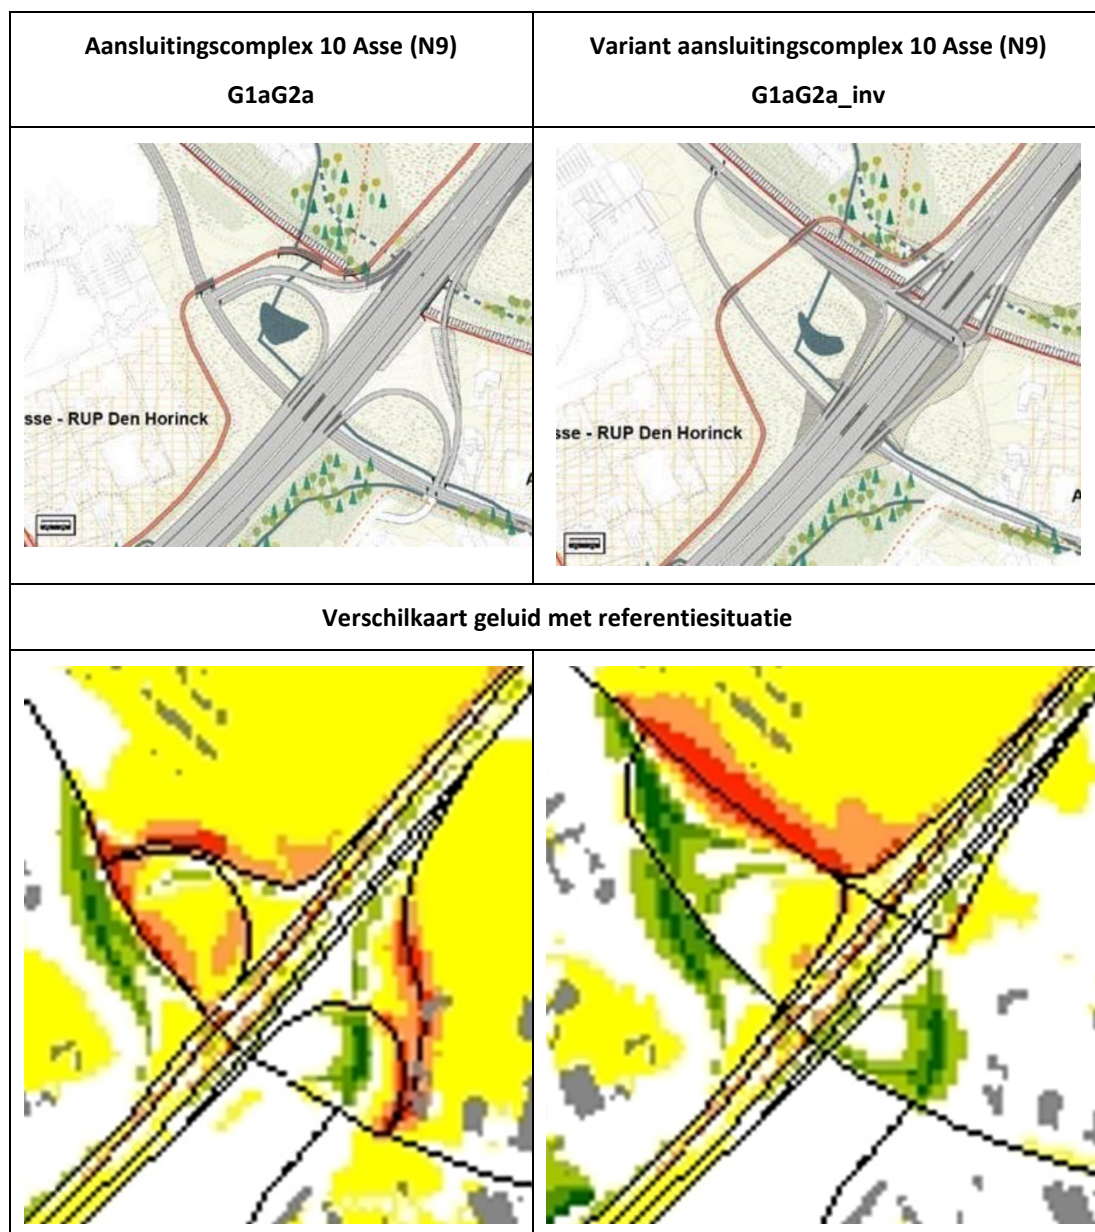 Aansluitingscomplex 10 Asse (N9)
G1aG2a
Variant aansluitingscomplex 10 Asse (N9)
G1aG2a_inv
sse - RUP Den Horinck
A
sse - RUP Den Horinck
A
Verschilkaart geluid met referentiesituatie